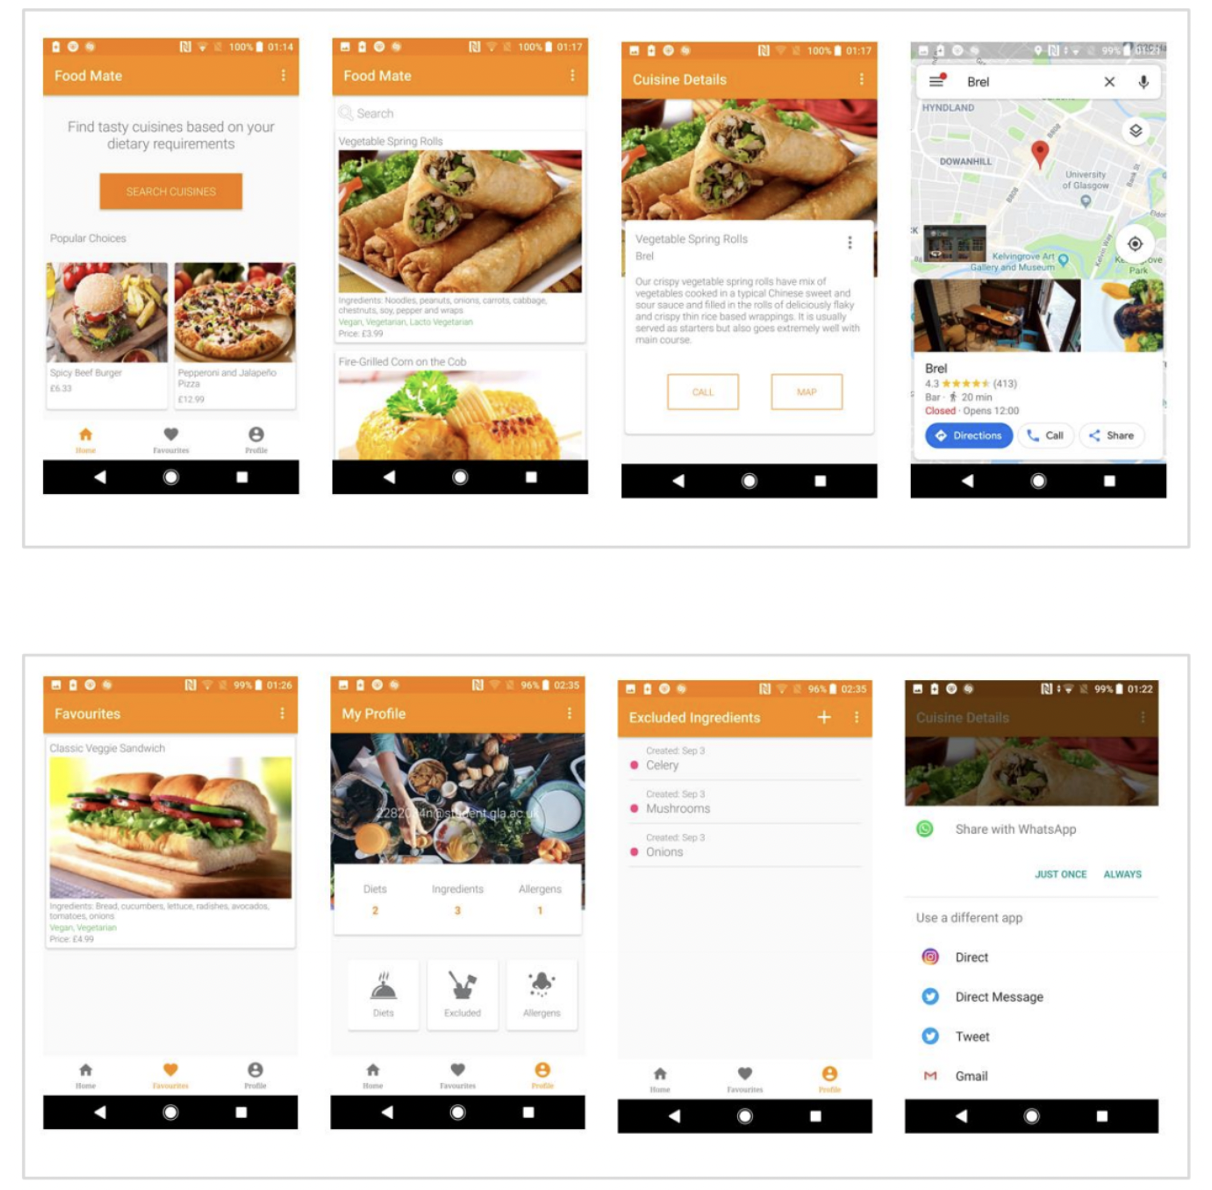 100% 01:14
Food Mate
Find tasty cuisines based on your
dietary requirements
SEARCH CUISINES
Popular Choices
Spicy Beef Burger
£6.33
Pepperoni and Jalapeño
Pizza
£12.99
Home
Favourites
Profile
100% 01:17
Food Mate
Search
Vegetable Spring Rolls
Ingredients: Noodles, peanuts, onions, carrots, cabbage,
chestnuts, soy, pepper and wraps
Vegan, Vegetarian, Lacto Vegetarian
Price: £3.99
Fire-Grilled Corn on the Cob
100% 01:17
Cuisine Details
Vegetable Spring Rolls
Brel
Our crispy vegetable spring rolls have mix of
vegetables cooked in a typical Chinese sweet and
sour sauce and filled in the rolls of deliciously flaky
and crispy thin rice based wrappings. It is usually
served as starters but also goes extremely well with
main course.
CALL
MAP
99% 01:21
Brel
HYNDLAND
B808
DOWANHILL
University
of Glasgow
B808
Bank St
Kelvin Way
Kelvingrove Art
Gallery and Museum
Park
Brel
4.3 (413)
Bar · 20 min
Closed · Opens 12:00
Directions
Call
Share
99% 01:26
Favourites
Classic Veggie Sandwich
Ingredients: Bread, cucumbers, lettuce, radishes, avocados,
tomatoes, onions
Vegan, Vegetarian
Price: £4.99
Home
Favourites
Profile
96% 02:35
My Profile
Diets
Ingredients
Allergens
2
3
1
Diets
Excluded
Allergens
Home
Favourites
Profile
96% 02:35
Excluded Ingredients
Created: Sep 3
Celery
Created: Sep 3
Mushrooms
Created: Sep 3
Onions
Home
Favourites
Profile
99% 01:22
Cuisine Details
Share with WhatsApp
JUST ONCE ALWAYS
Use a different app
Direct
Direct Message
Tweet
Gmail